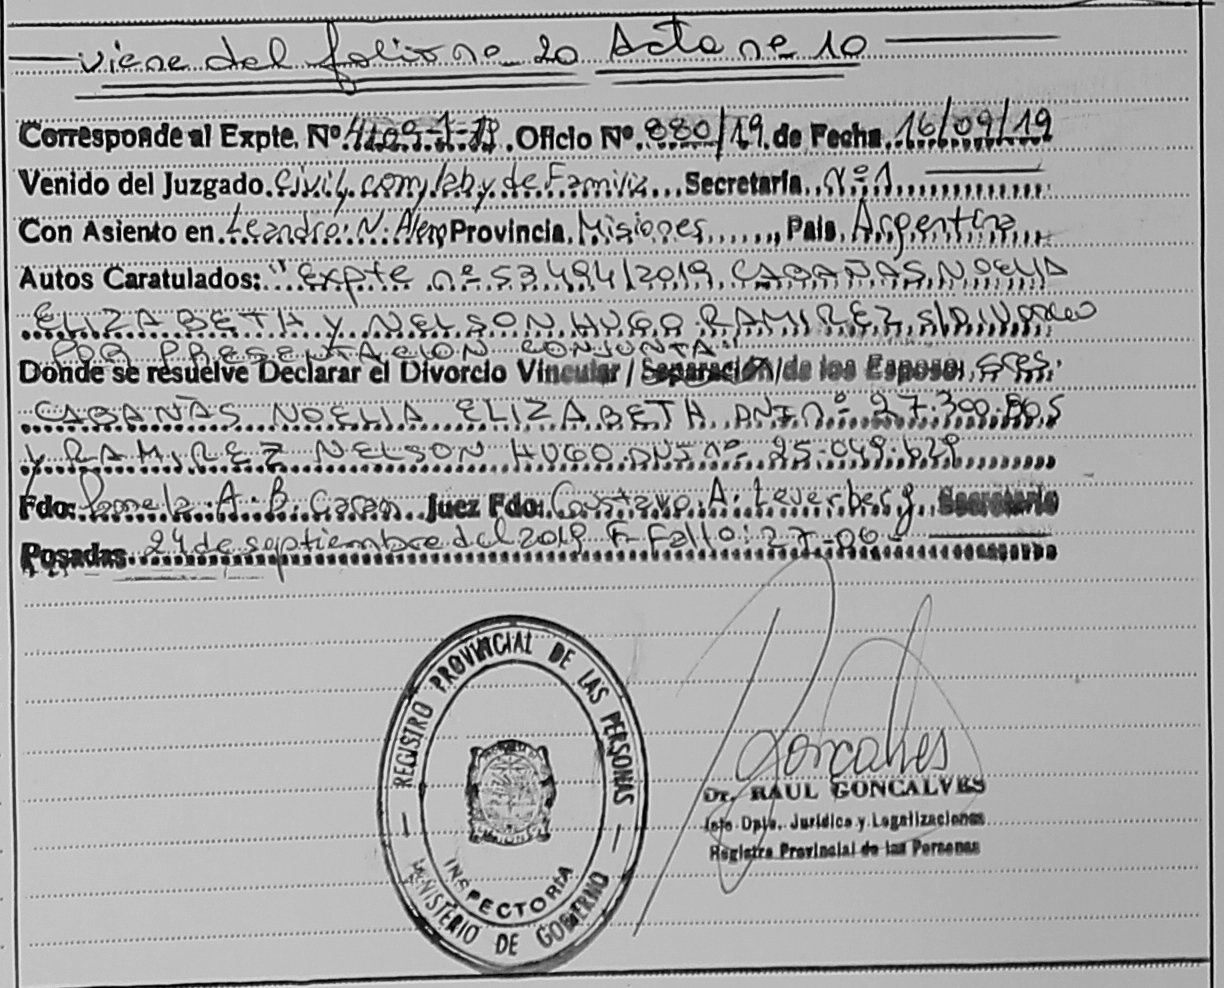 viene del folio nº 20 Acta nº 10
Corresponde al Expte. Nº 4109-J-19. Oficio Nº 880/19 de Fecha 16/09/19
Venido del Juzgado Civil, com, lab y de Familia Secretaría nº 1
Con Asiento en Leandro N. Alem Provincia Misiones País Argentina
Autos Caratulados: "Expte nº 53494/2019 CABAÑAS NOELIA
ELIZABETH Y NELSON HUGO RAMIREZ S/DIVORCIO
POR PRESENTACION CONJUNTA"
Donde se resuelve Declarar el Divorcio Vincular / Separación/de los Esposos, Sres.
CABAÑAS NOELIA ELIZABETH DNI nº 27.300.805
Y RAMIREZ NELSON HUGO DNI nº 25.049.629
Fdo: Pamela A. B. Juez Fdo: Gustavo A. Leverberg. Secretario
Posadas 24 de septiembre del 2019 F. Fallo: 27-06-
REGISTRO PROVINCIAL DE LAS PERSONAS
INSPECTORIA
MINISTERIO DE GOBIERNO
Goncalves
Dr. RAUL GONCALVES
Jefe Dpto. Jurídico y Legalizaciones
Registro Provincial de las Personas